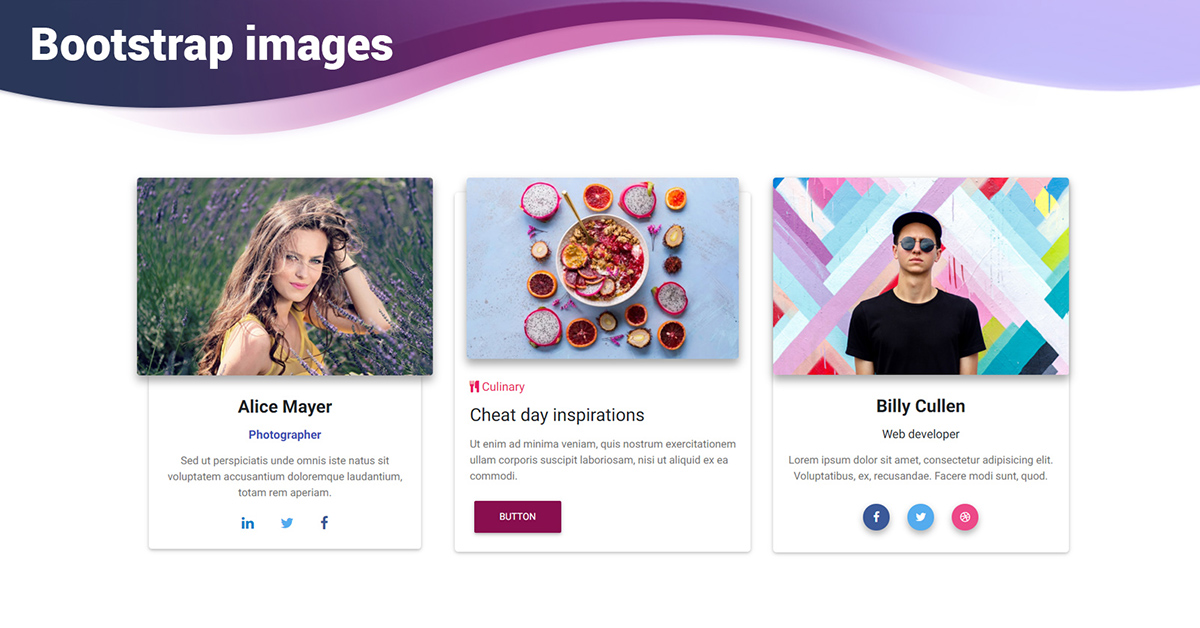 Bootstrap images
Alice Mayer
Photographer
Sed ut perspiciatis unde omnis iste natus sit
voluptatem accusantium doloremque laudantium,
totam rem aperiam.
Culinary
Cheat day inspirations
Ut enim ad minima veniam, quis nostrum exercitationem
ullam corporis suscipit laboriosam, nisi ut aliquid ex ea
commodi.
BUTTON
Billy Cullen
Web developer
Lorem ipsum dolor sit amet, consectetur adipisicing elit.
Voluptatibus, ex, recusandae. Facere modi sunt, quod.